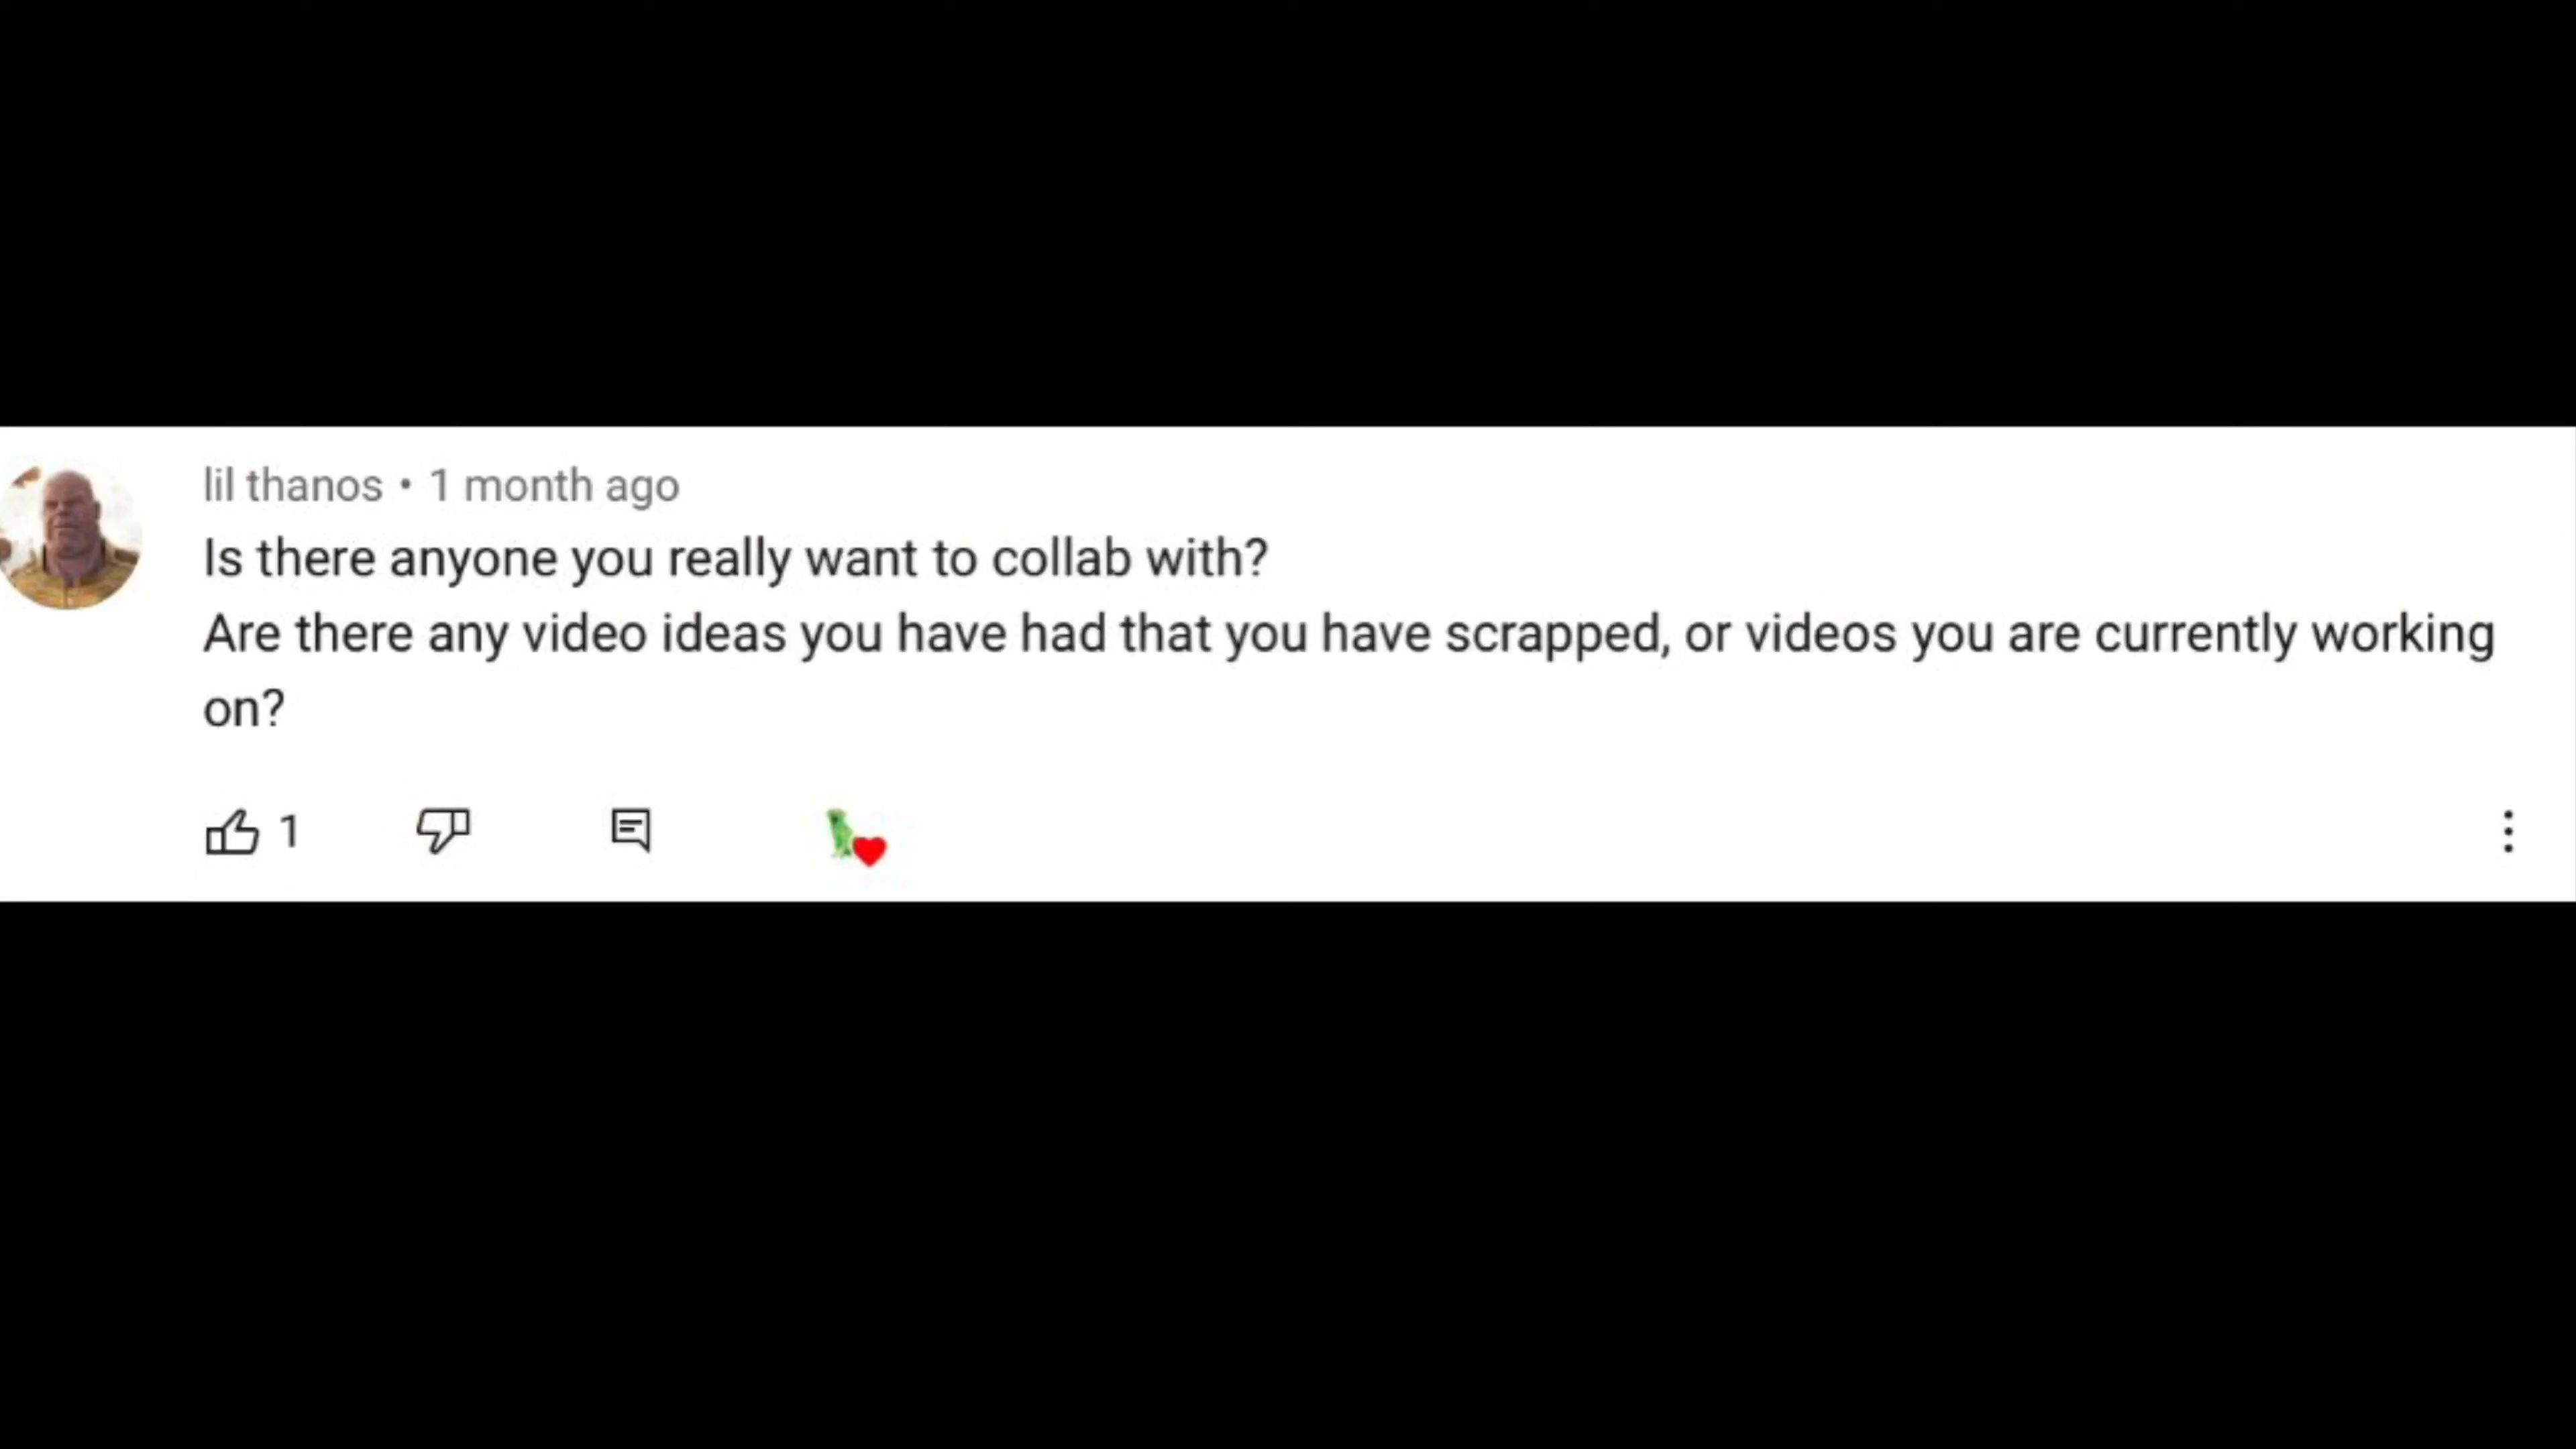 lil thanos • 1 month ago
Is there anyone you really want to collab with?
Are there any video ideas you have had that you have scrapped, or videos you are currently working
on?
1